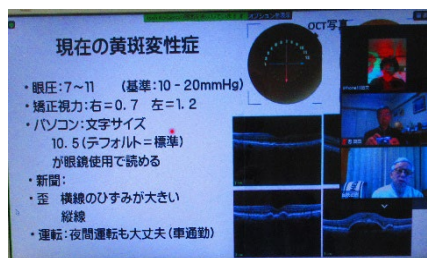 現在の黄斑変性症
OCT写真
・眼圧:7~11 (基準:10-20mmHg)
・矯正視力:右=0.7 左=1.2
・パソコン:文字サイズ
10.5(デフォルト=標準)
が眼鏡使用で読める
・新聞:
・歪 横線のひずみが大きい
縦線
・運転:夜間運転も大丈夫(車通勤)